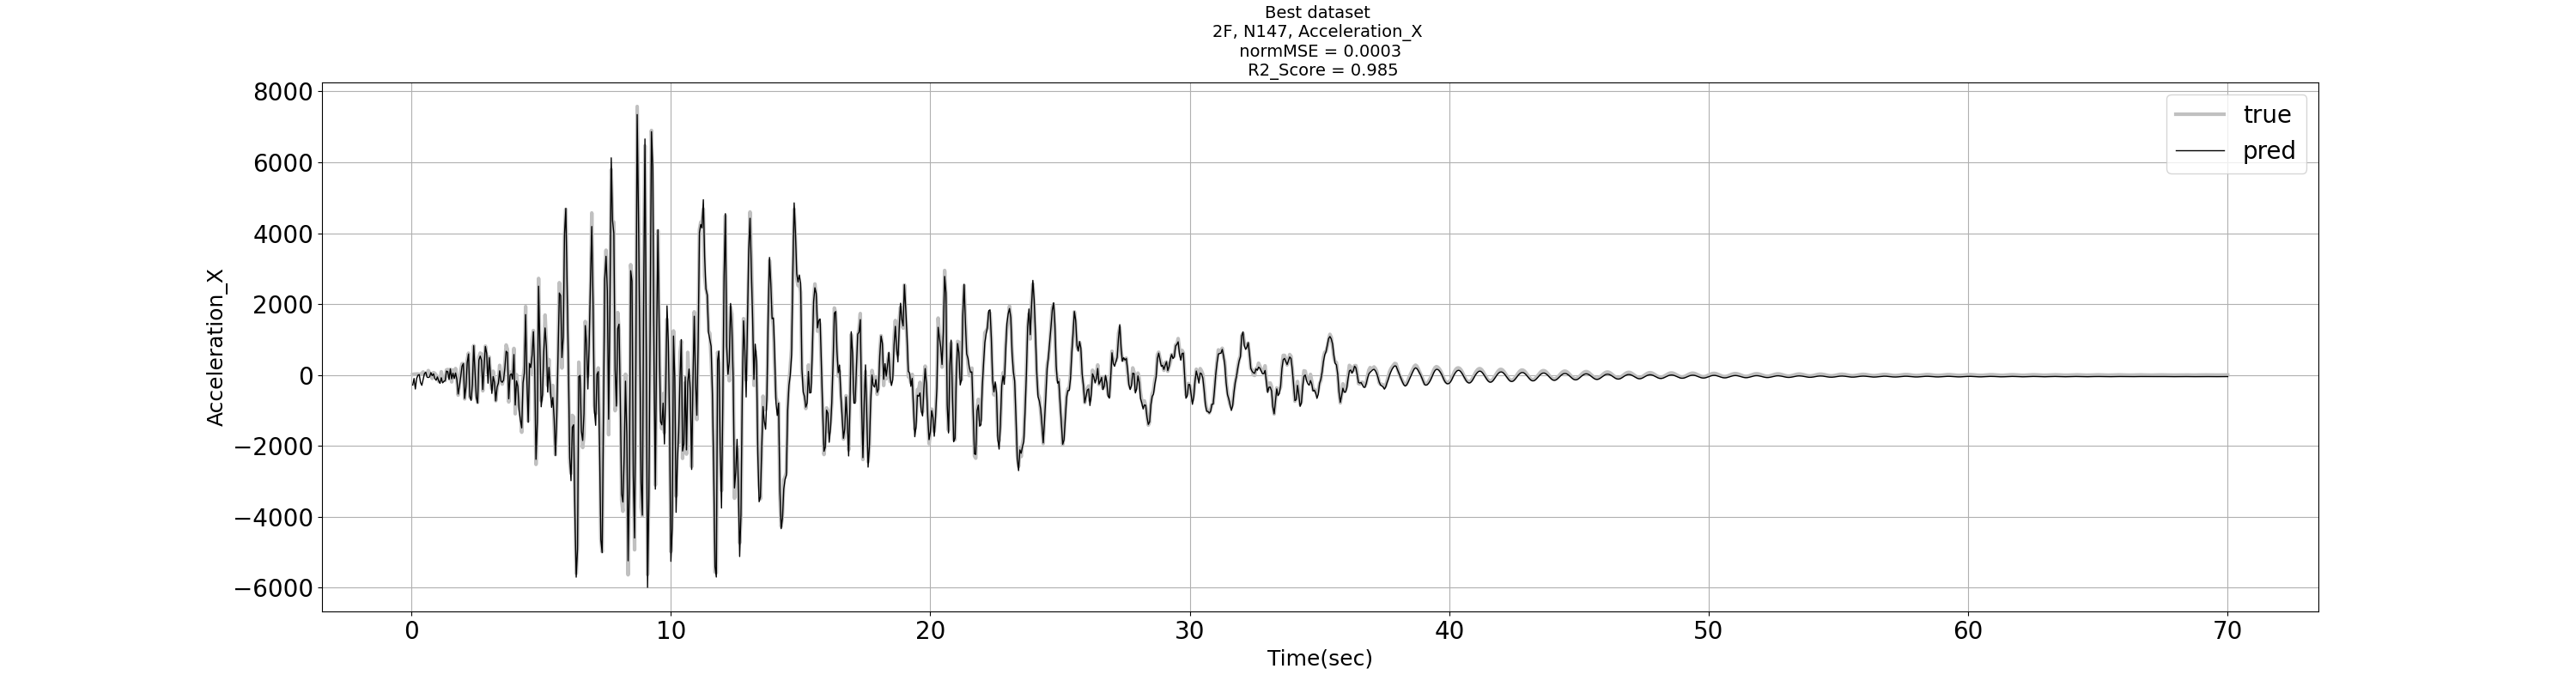 Best dataset
2F, N147, Acceleration_X
normMSE = 0.0003
R2_Score = 0.985
8000
6000
4000
2000
0
−2000
−4000
−6000
Acceleration_X
true
pred
0 10 20 30 40 50 60 70
Time(sec)